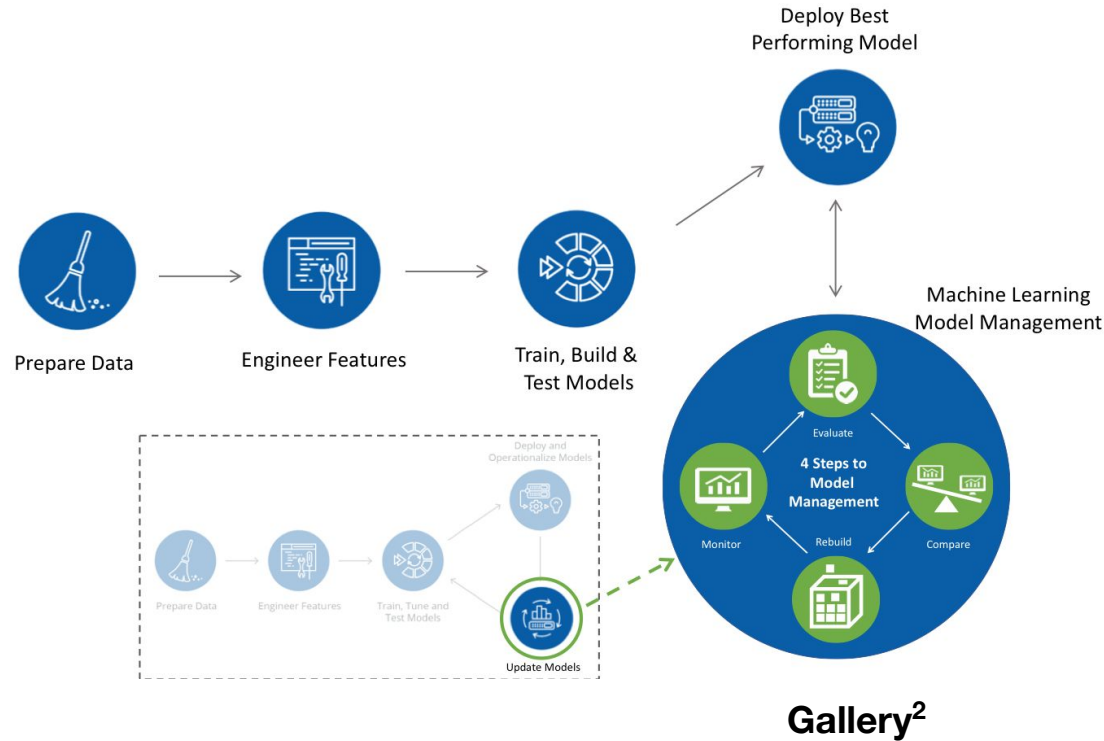 Deploy Best
Performing Model
Prepare Data
Engineer Features
Train, Build &
Test Models
Machine Learning
Model Management
Evaluate
4 Steps to
Model
Management
Monitor
Compare
Rebuild
Deploy and
Operationalize Models
Prepare Data
Engineer Features
Train, Tune and
Test Models
Update Models
Gallery²